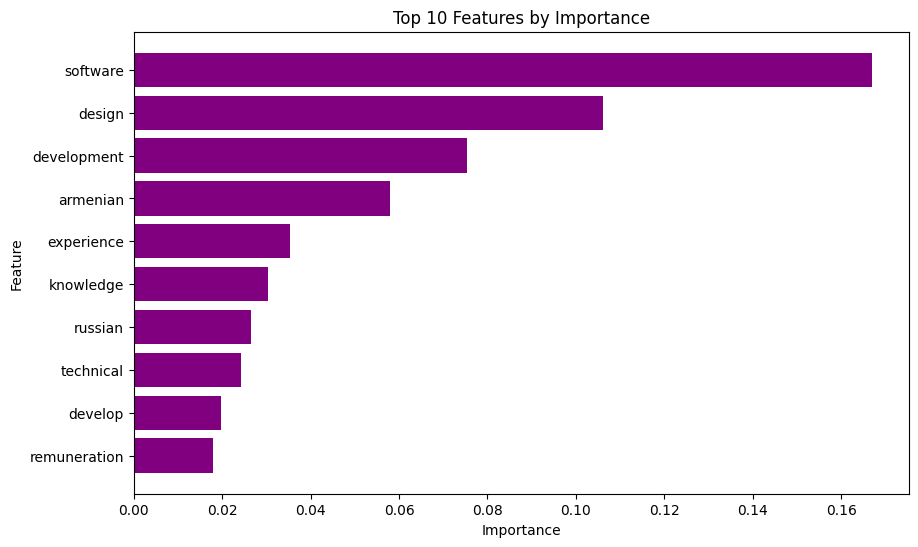 Top 10 Features by Importance
Feature
software
design
development
armenian
experience
knowledge
russian
technical
develop
remuneration
0.00 0.02 0.04 0.06 0.08 0.10 0.12 0.14 0.16
Importance